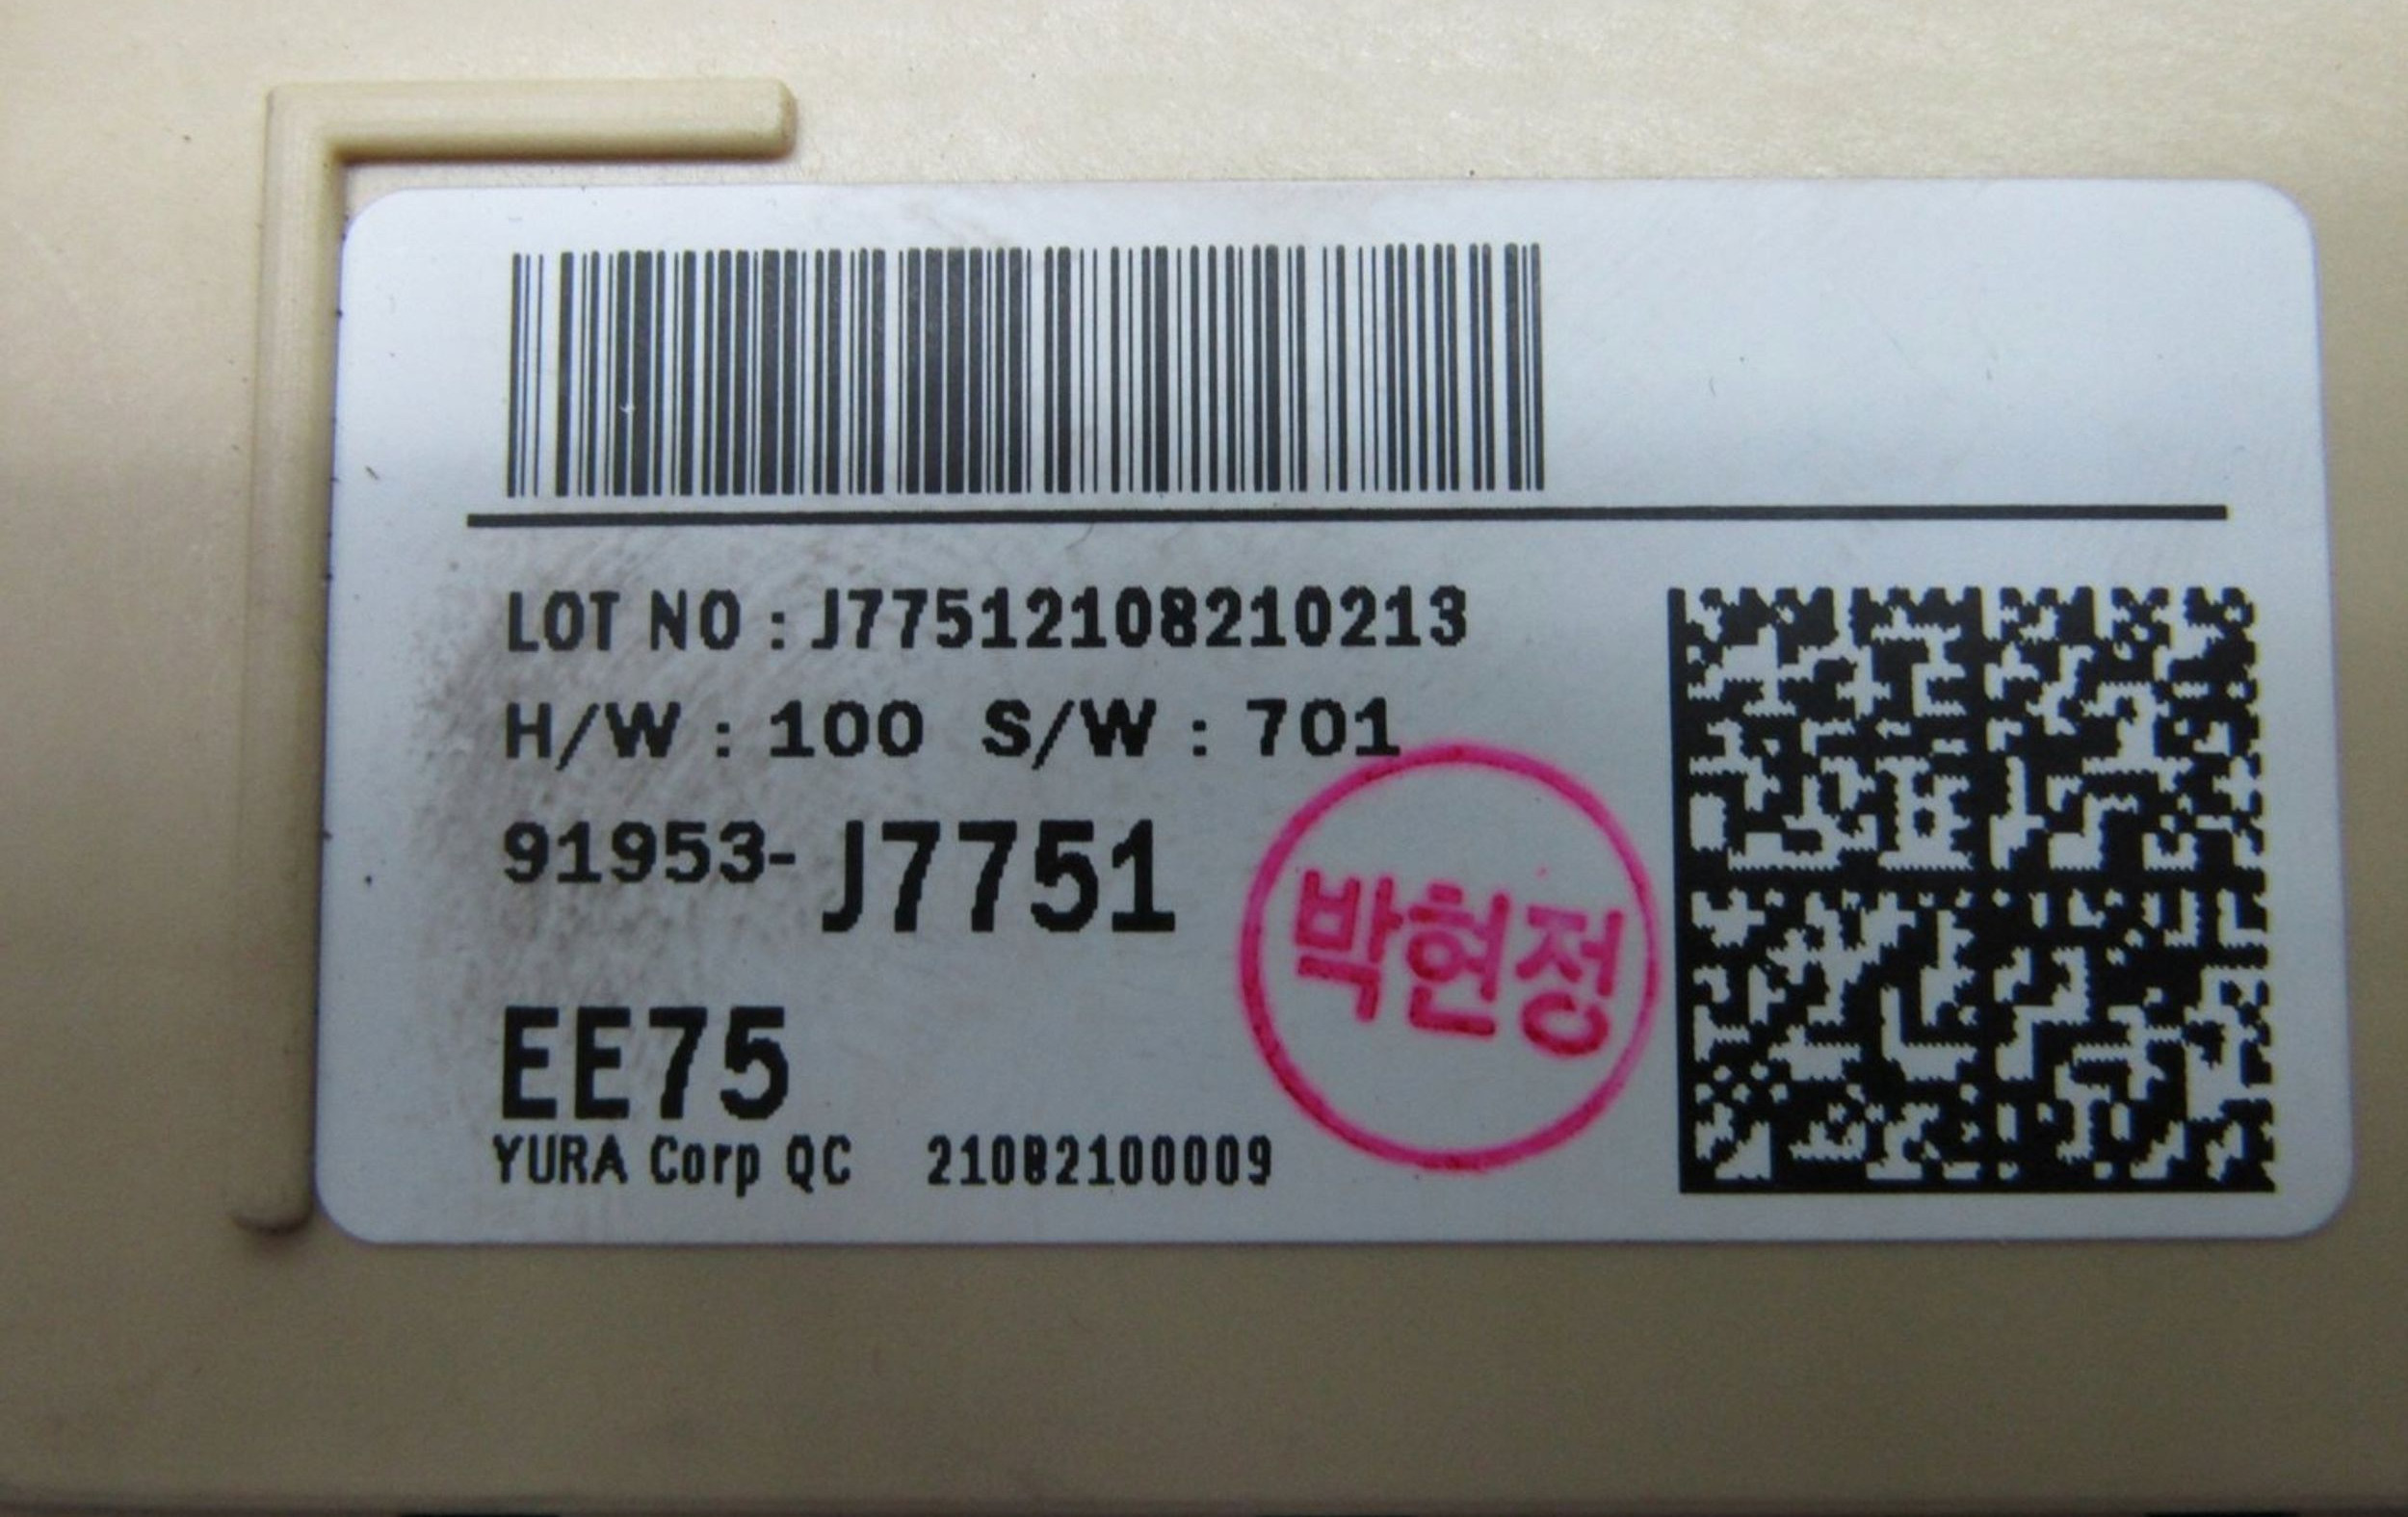 LOT NO : J77512108210213
H/W : 100 S/W : 701
91953- J7751
박현정
EE75
YURA Corp QC 21082100009